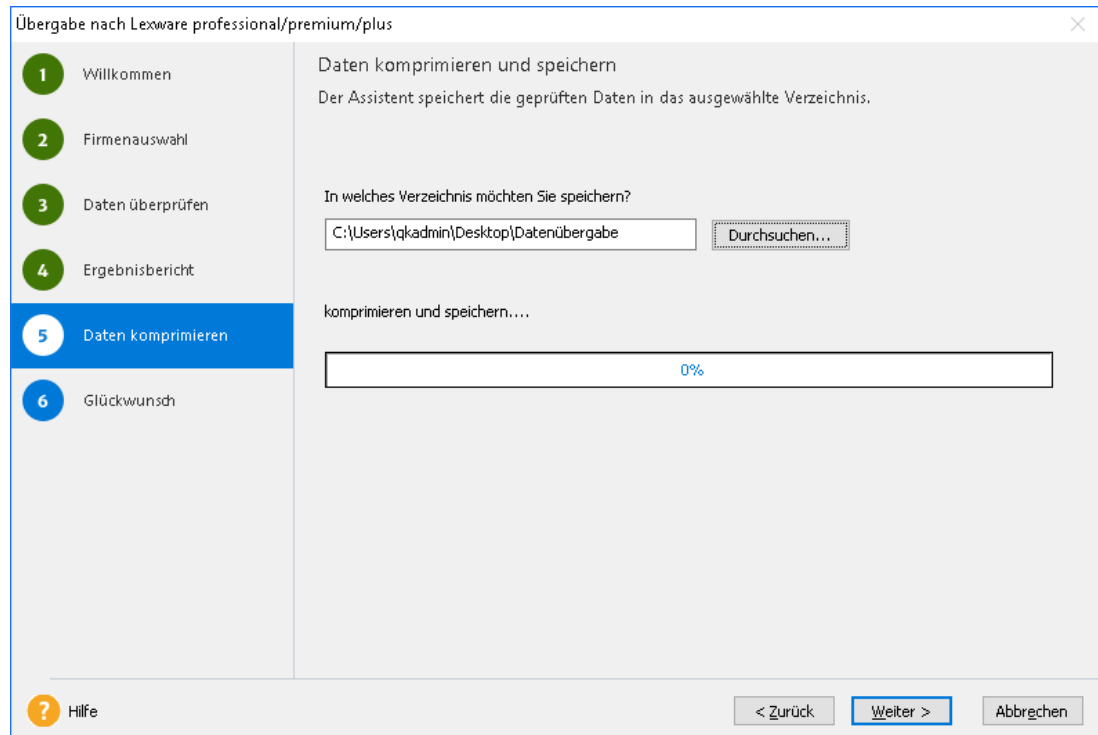 Übergabe nach Lexware professional/premium/plus
1 Willkommen
2 Firmenauswahl
3 Daten überprüfen
4 Ergebnisbericht
5 Daten komprimieren
6 Glückwunsch
Daten komprimieren und speichern
Der Assistent speichert die geprüften Daten in das ausgewählte Verzeichnis.
In welches Verzeichnis möchten Sie speichern?
C:\Users\qkadmin\Desktop\Datenübergabe Durchsuchen...
komprimieren und speichern....
0%
? Hilfe < Zurück Weiter > Abbrechen